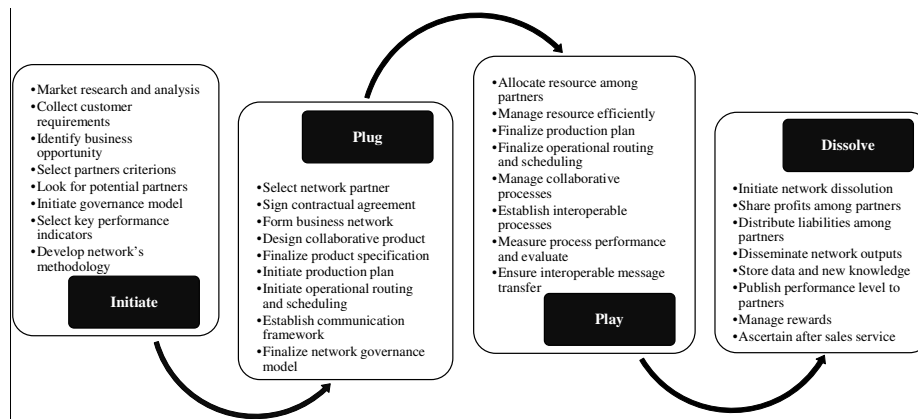 •Market research and analysis
•Collect customer
requirements
•Identify business
opportunity
•Select partners criterions
•Look for potential partners
•Initiate governance model
•Select key performance
indicators
•Develop network's
methodology
Initiate
Plug
•Select network partner
•Sign contractual agreement
•Form business network
•Design collaborative product
•Finalize product specification
•Initiate production plan
•Initiate operational routing
and scheduling
•Establish communication
framework
•Finalize network governance
model
•Allocate resource among
partners
•Manage resource efficiently
•Finalize production plan
•Finalize operational routing
and scheduling
•Manage collaborative
processes
•Establish interoperable
processes
•Measure process performance
and evaluate
•Ensure interoperable message
transfer
Play
Dissolve
•Initiate network dissolution
•Share profits among partners
•Distribute liabilities among
partners
•Disseminate network outputs
•Store data and new knowledge
•Publish performance level to
partners
•Manage rewards
•Ascertain after sales service